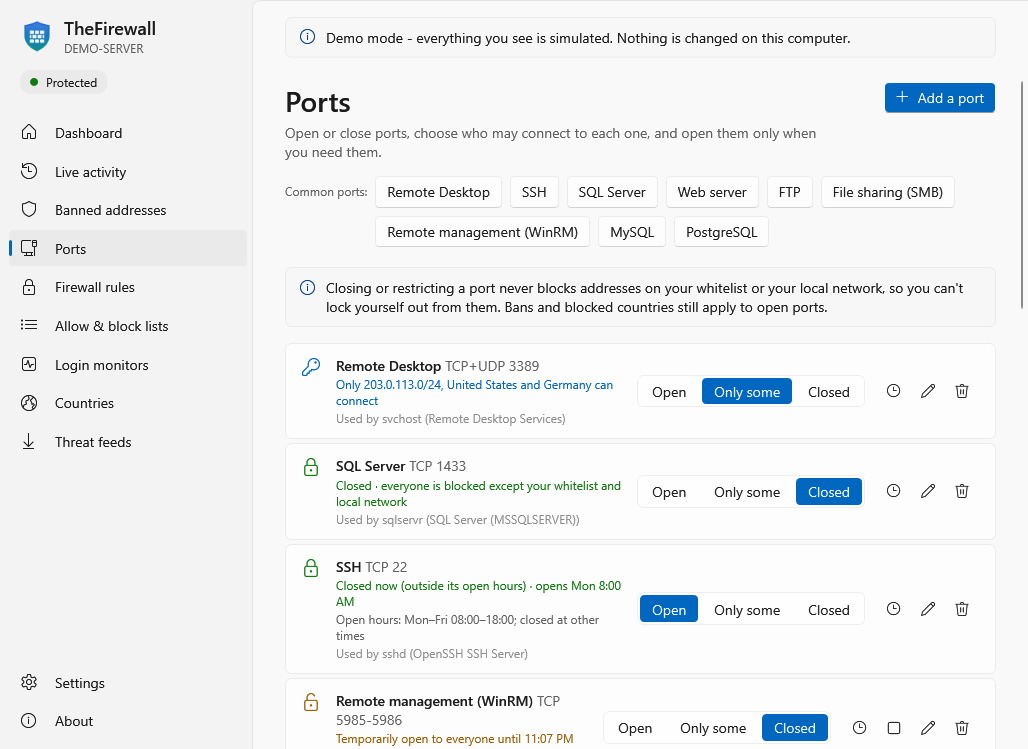 TheFirewall
DEMO-SERVER
Protected
Dashboard
Live activity
Banned addresses
Ports
Firewall rules
Allow & block lists
Login monitors
Countries
Threat feeds
Settings
About
Demo mode - everything you see is simulated. Nothing is changed on this computer.
Ports
Add a port
Open or close ports, choose who may connect to each one, and open them only when
you need them.
Common ports: Remote Desktop SSH SQL Server Web server FTP File sharing (SMB)
Remote management (WinRM) MySQL PostgreSQL
Closing or restricting a port never blocks addresses on your whitelist or your local network, so you can't
lock yourself out from them. Bans and blocked countries still apply to open ports.
Remote Desktop TCP+UDP 3389
Only 203.0.113.0/24, United States and Germany can
connect
Used by svchost (Remote Desktop Services)
Open Only some Closed
SQL Server TCP 1433
Closed · everyone is blocked except your whitelist and
local network
Used by sqlservr (SQL Server (MSSQLSERVER))
Open Only some Closed
SSH TCP 22
Closed now (outside its open hours) · opens Mon 8:00
AM
Open hours: Mon–Fri 08:00–18:00; closed at other
times
Used by sshd (OpenSSH SSH Server)
Open Only some Closed
Remote management (WinRM) TCP
5985-5986
Temporarily open to everyone until 11:07 PM
Open Only some Closed